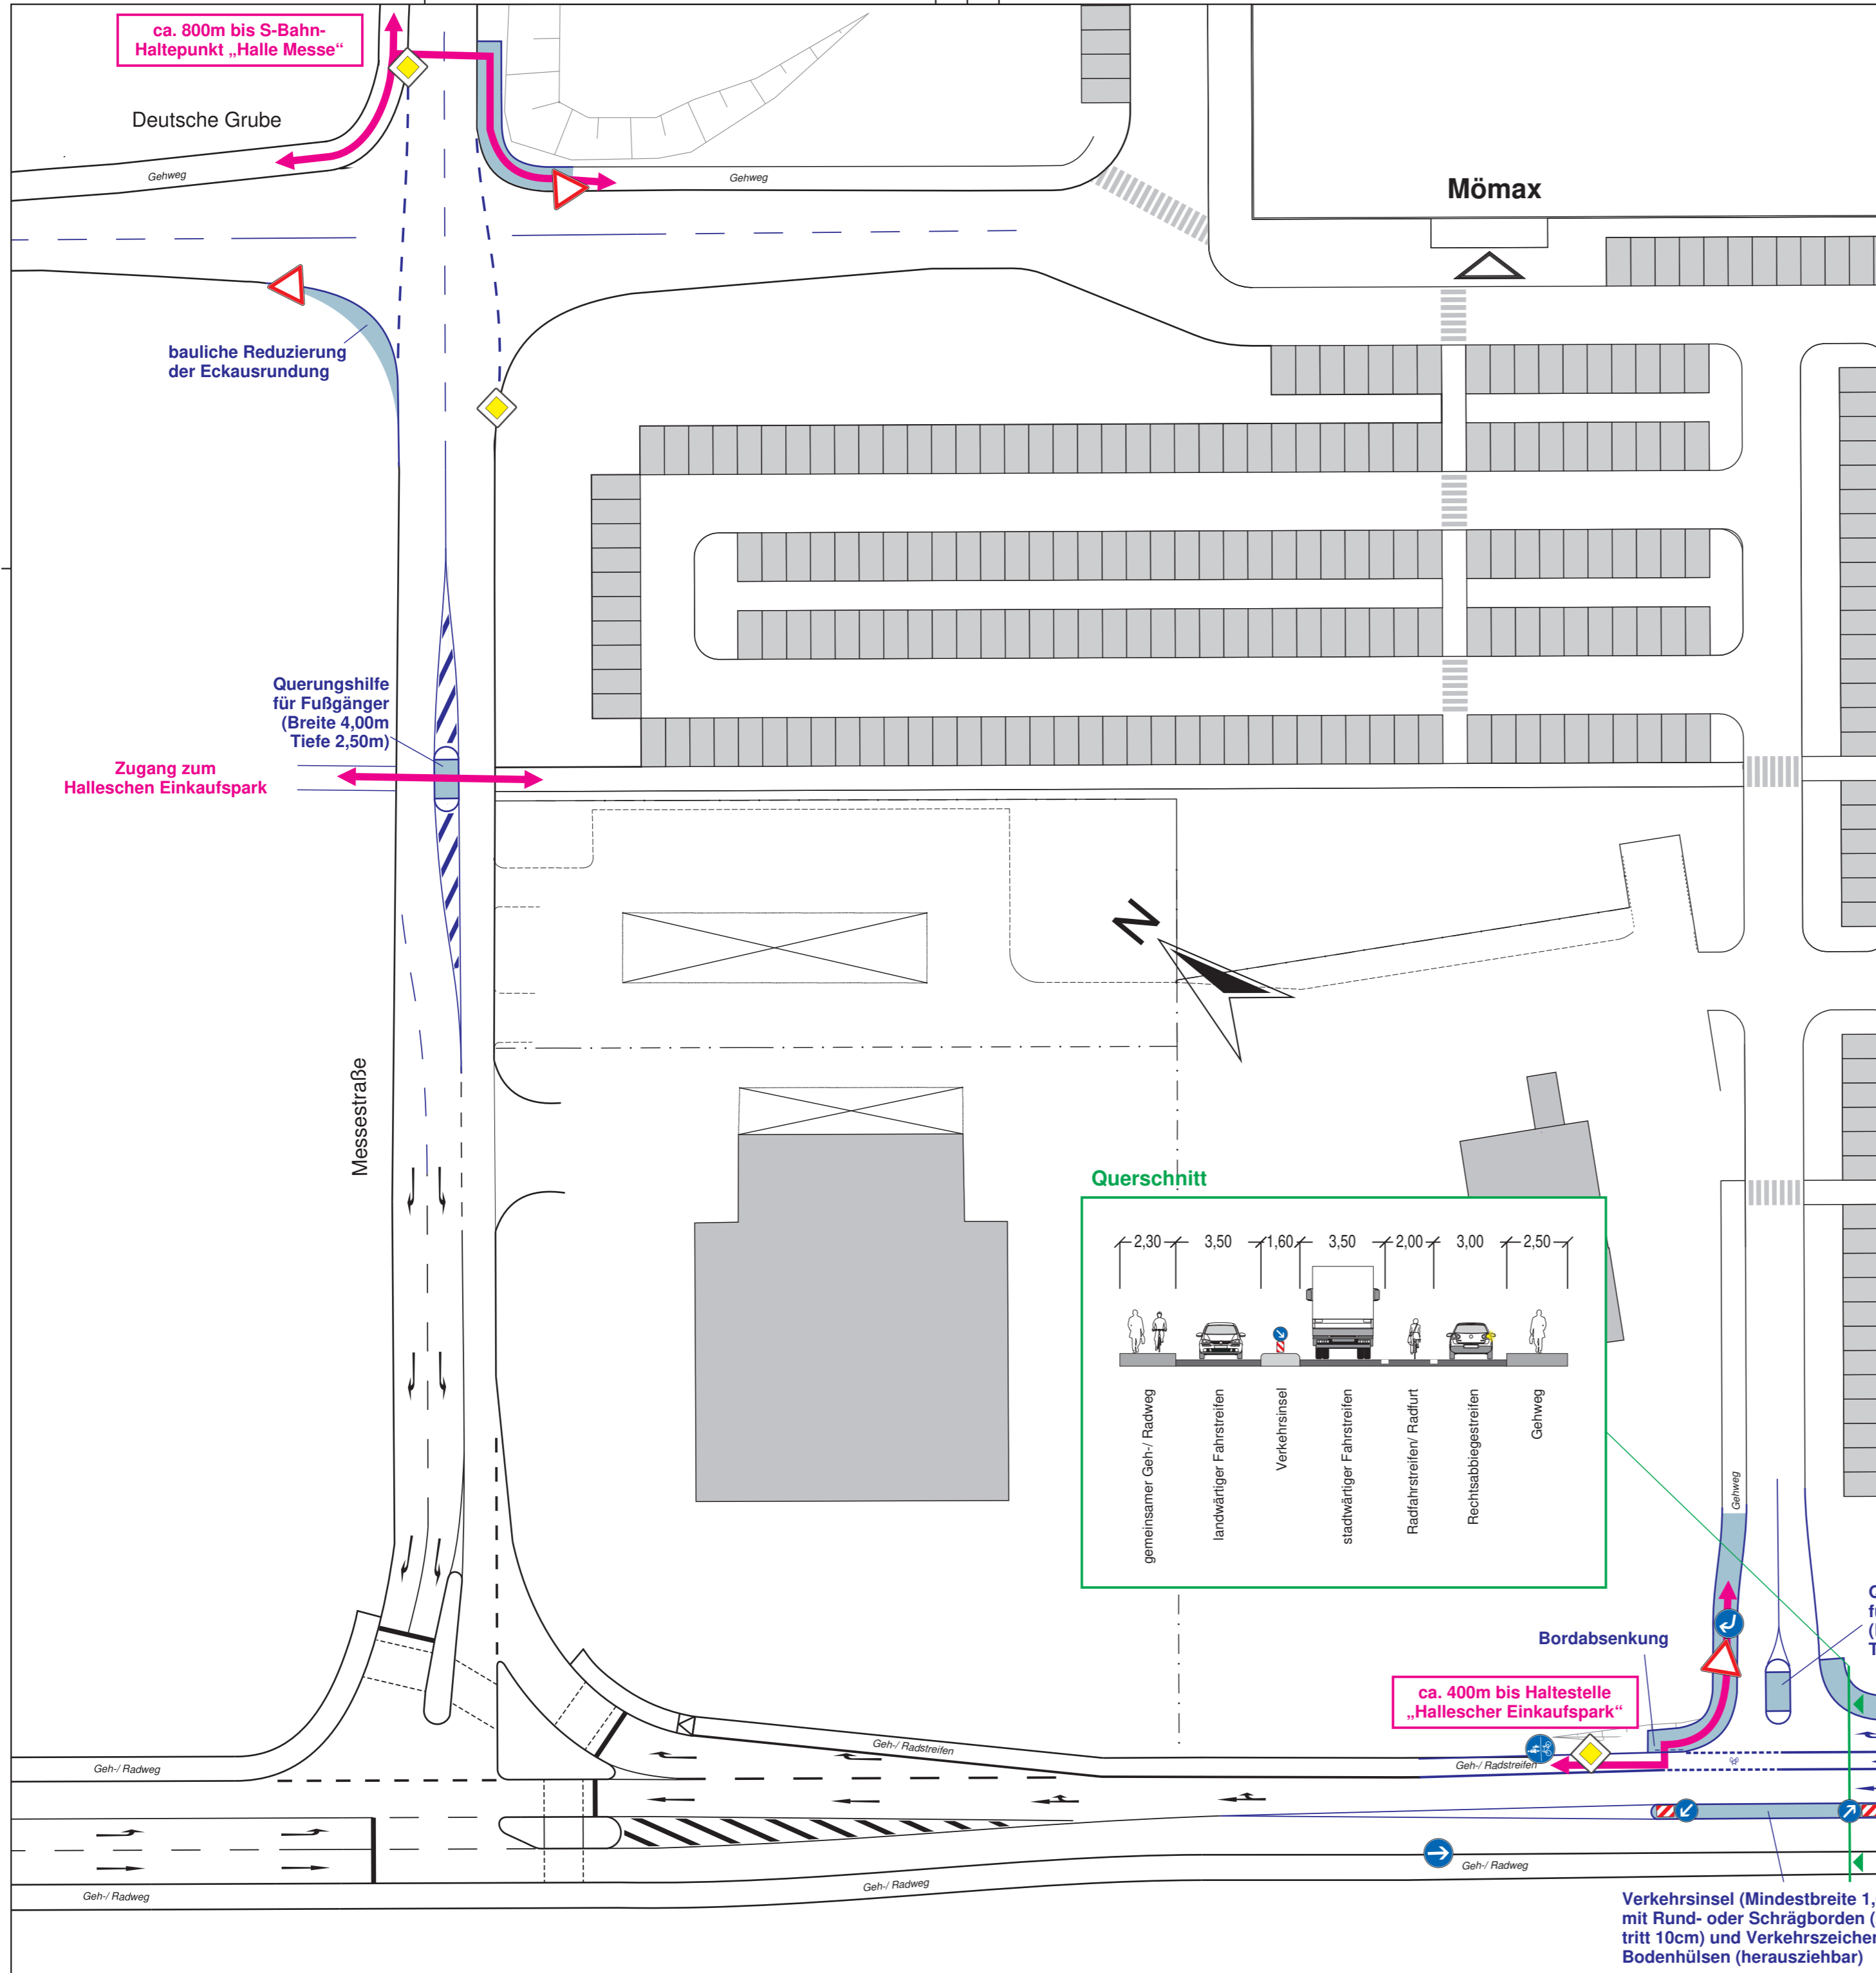 ca. 800m bis S-Bahn-
Haltepunkt „Halle Messe“
Deutsche Grube
Gehweg
Gehweg
Mömax
bauliche Reduzierung
der Eckausrundung
Querungshilfe
für Fußgänger
(Breite 4,00m
Tiefe 2,50m)
Zugang zum
Halleschen Einkaufspark
N
Messestraße
Querschnitt
2,30 3,50 1,60 3,50 2,00 3,00 2,50
gemeinsamer Geh-/ Radweg
landwärtiger Fahrstreifen
Verkehrsinsel
stadtwärtiger Fahrstreifen
Radfahrstreifen/ Radfurt
Rechtsabbiegestreifen
Gehweg
Gehweg
Bordabsenkung
ca. 400m bis Haltestelle
„Hallescher Einkaufspark“
Geh-/ Radstreifen
Geh-/ Radstreifen
Geh-/ Radweg
Geh-/ Radweg
Geh-/ Radweg
Geh-/ Radweg
Verkehrsinsel (Mindestbreite 1,
mit Rund- oder Schrägborden (
tritt 10cm) und Verkehrszeichen
Bodenhülsen (herausziehbar)